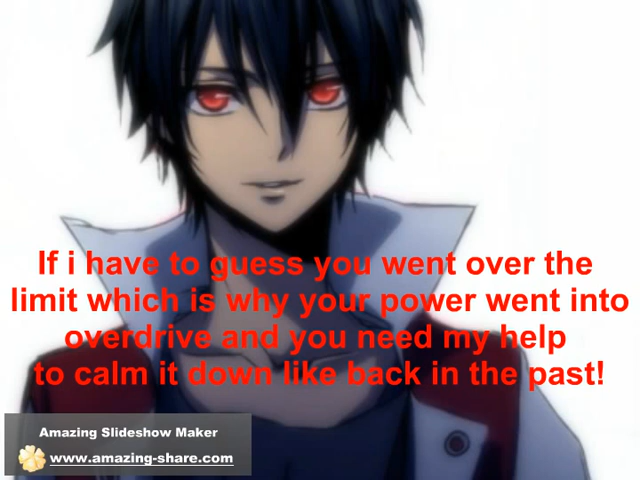 If i have to guess you went over the
limit which is why your power went into
overdrive and you need my help
to calm it down like back in the past!
Amazing Slideshow Maker
www.amazing-share.com